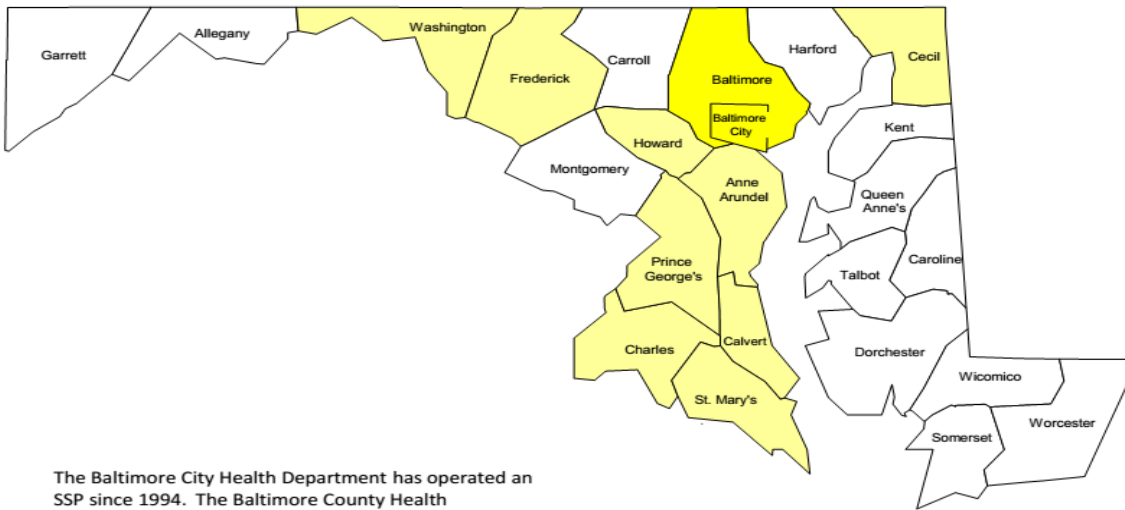 Garrett
Allegany
Washington
Frederick
Carroll
Baltimore
Baltimore
City
Harford
Cecil
Howard
Montgomery
Anne
Arundel
Kent
Queen
Anne's
Prince
George's
Talbot
Caroline
Charles
Calvert
St. Mary's
Dorchester
Wicomico
Somerset
Worcester
The Baltimore City Health Department has operated an
SSP since 1994. The Baltimore County Health